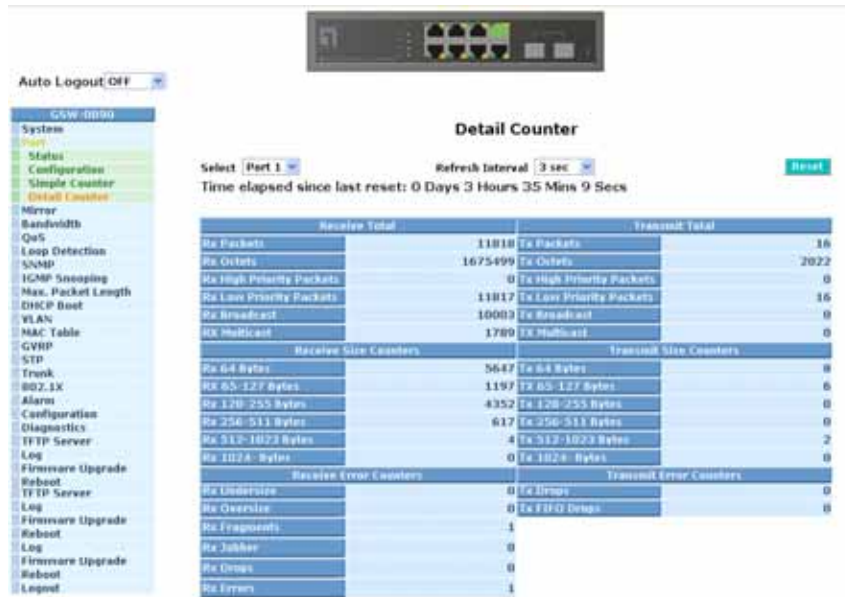 Auto Logout OFF
GSW-0890
System
Port
Status
Configuration
Simple Counter
Detail Counter
Mirror
Bandwidth
QoS
Loop Detection
SNMP
IGMP Snooping
Max. Packet Length
DHCP Boot
VLAN
MAC Table
GVRP
STP
Trunk
802.1X
Alarm
Configuration
Diagnostics
TFTP Server
Log
Firmware Upgrade
Reboot
TFTP Server
Log
Firmware Upgrade
Reboot
Log
Firmware Upgrade
Reboot
Logout
Detail Counter
Select Port 1 Refresh Interval 3 sec Reset
Time elapsed since last reset: 0 Days 3 Hours 35 Mins 9 Secs
Receive Total Transmit Total
Rx Packets 11818 Tx Packets 16
Rx Octets 1675499 Tx Octets 2022
Rx High Priority Packets 0 Tx High Priority Packets 0
Rx Low Priority Packets 11817 Tx Low Priority Packets 16
Rx Broadcast 10003 Tx Broadcast 0
RX Multicast 1789 TX Multicast 0
Receive Size Counters Transmit Size Counters
Rx 64 Bytes 5647 Tx 64 Bytes 8
RX 65-127 Bytes 1197 TX 65-127 Bytes 6
Rx 128-255 Bytes 4352 Tx 128-255 Bytes 0
Rx 256-511 Bytes 617 Tx 256-511 Bytes 0
Rx 512-1023 Bytes 4 Tx 512-1023 Bytes 2
Rx 1024- Bytes 0 Tx 1024- Bytes 0
Receive Error Counters Transmit Error Counters
Rx Undersize 0 Tx Drops 0
Rx Oversize 0 Tx FIFO Drops 0
Rx Fragments 1
Rx Jabber 0
Rx Drops 0
Rx Errors 1